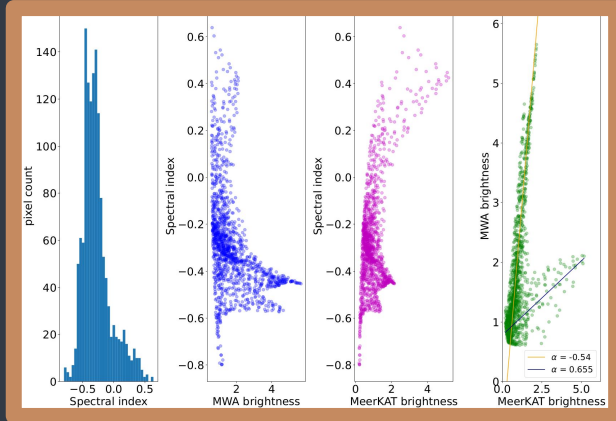 pixel count
140
120
100
80
60
40
20
0
−0.5 0.0 0.5
Spectral index
Spectral index
0.6
0.4
0.2
0.0
−0.2
−0.4
−0.6
−0.8
2 4
MWA brightness
Spectral index
0.6
0.4
0.2
0.0
−0.2
−0.4
−0.6
−0.8
0 2 4
MeerKAT brightness
MWA brightness
6
5
4
3
2
1
0
0.0 2.5 5.0
MeerKAT brightness
α = -0.54
α = 0.655